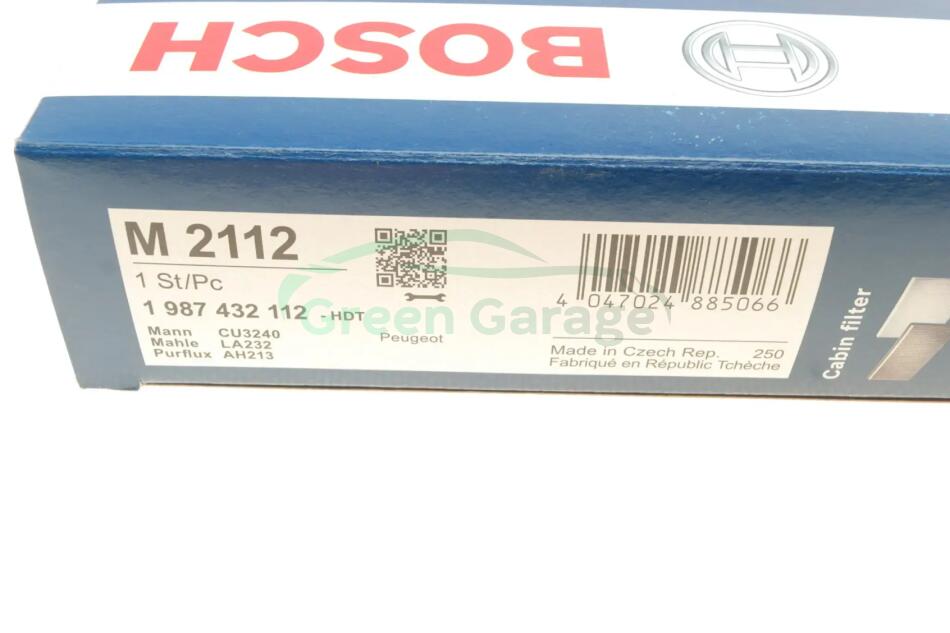 BOSCH
M 2112
1 St/Pc
1 987 432 112 - HDT
Mann CU3240
Mahle LA232
Purflux AH213
Peugeot
4 047024 885066
Made in Czech Rep. 250
Fabriqué en Républic Tchèche
Cabin filter
Green Garage